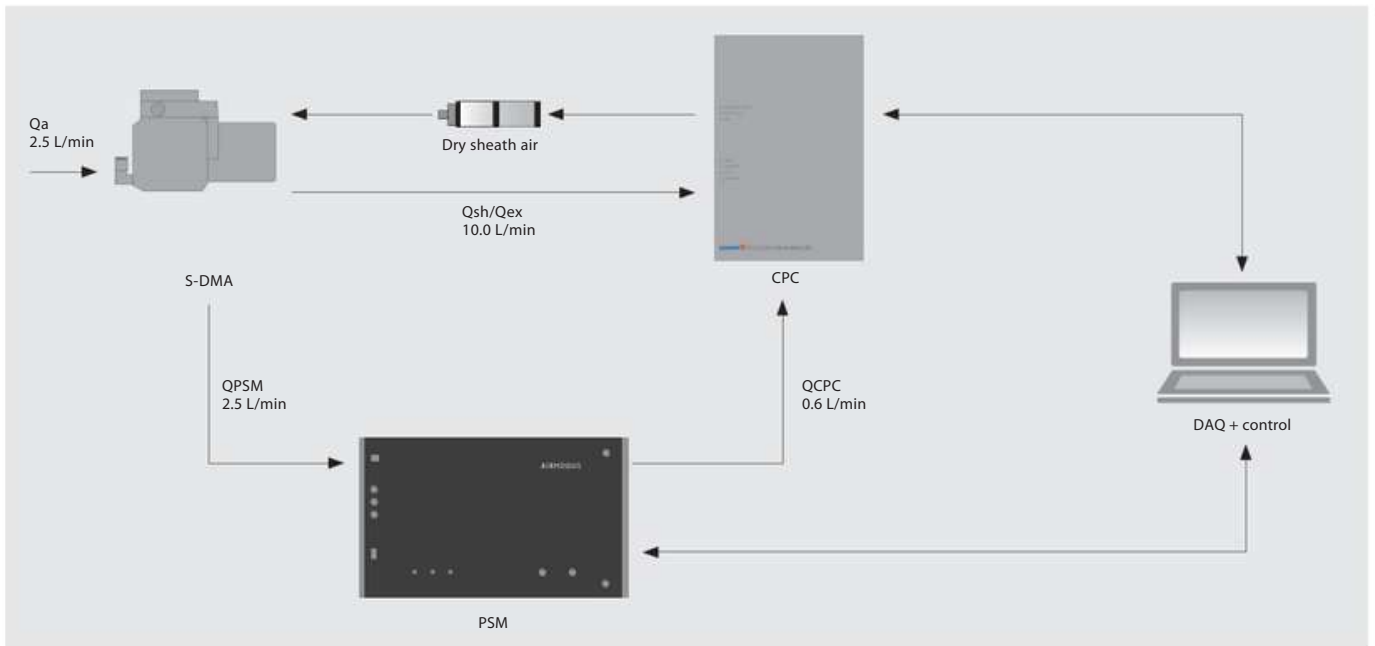 Qa
2.5 L/min
Dry sheath air
Qsh/Qex
10.0 L/min
S-DMA
CPC
QPSM
2.5 L/min
QCPC
0.6 L/min
DAQ + control
AIRMODUS
PSM